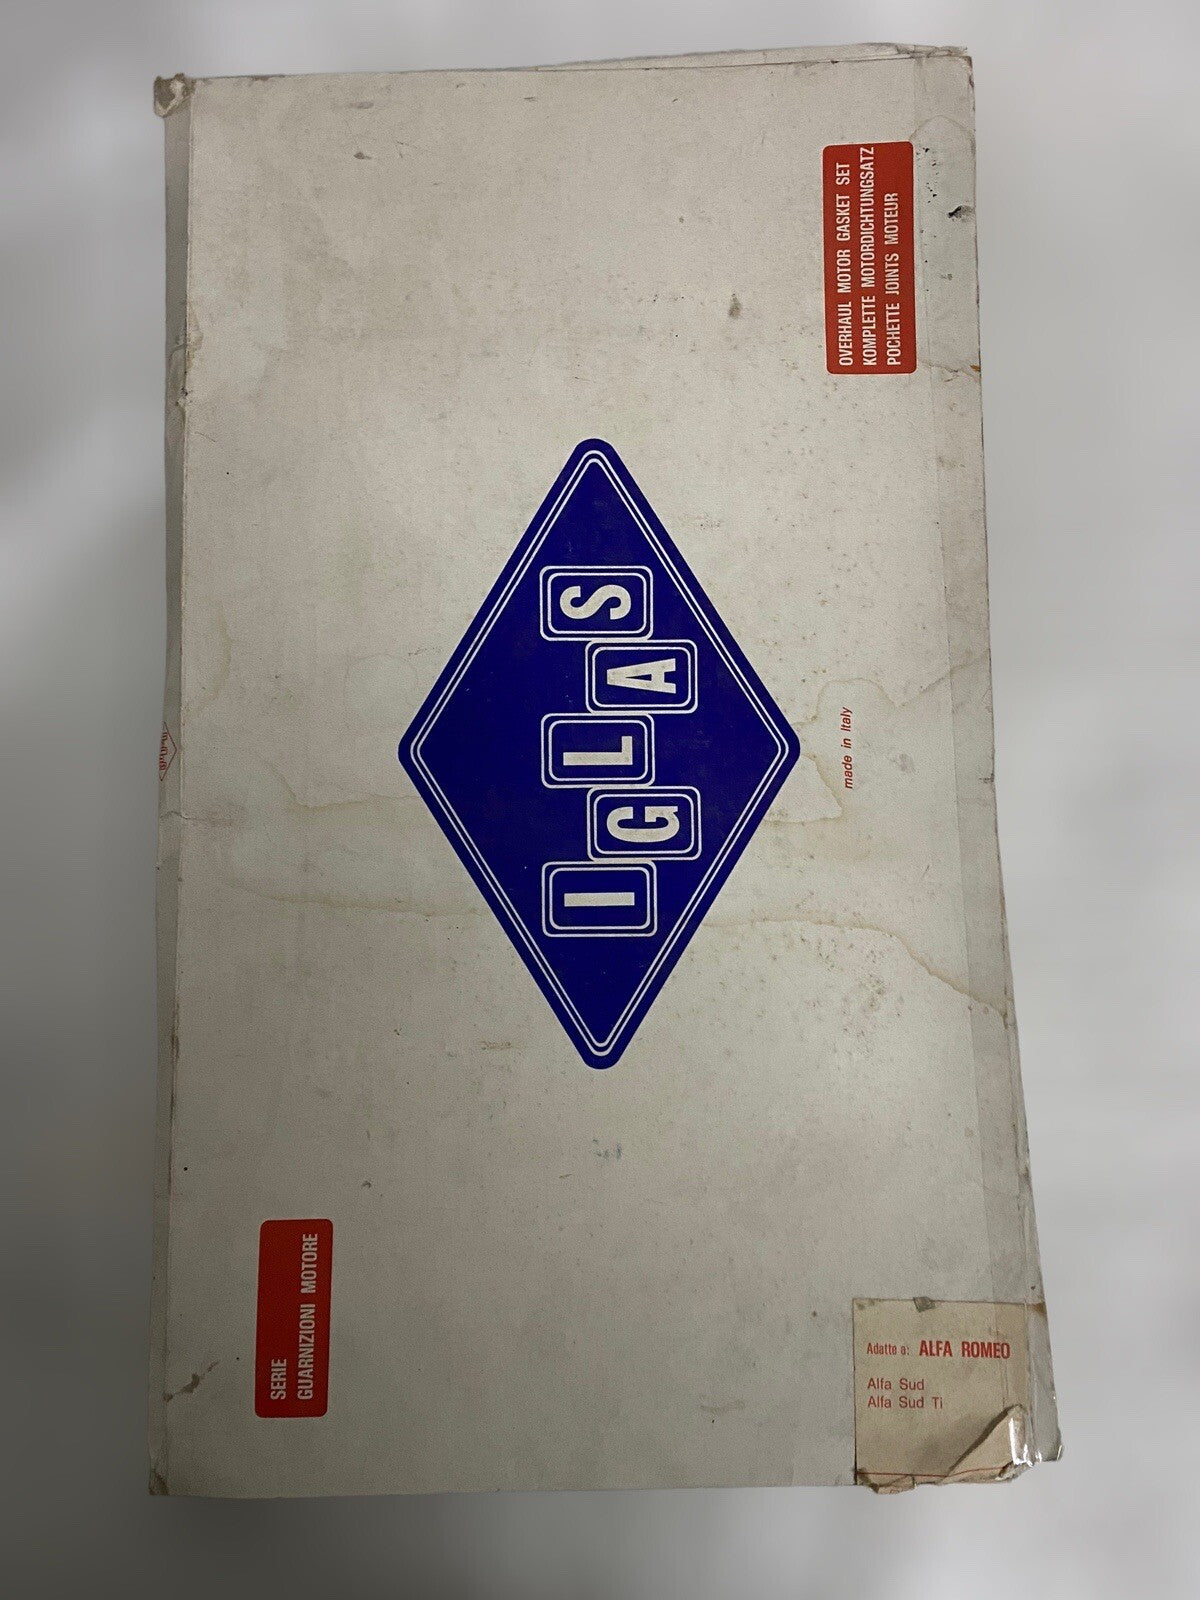 SERIE
GUARNIZIONI MOTORE
IGLAS
made in Italy
OVERHAUL MOTOR GASKET SET
KOMPLETTE MOTORDICHTUNGSATZ
POCHETTE JOINTS MOTEUR
Adatte a: ALFA ROMEO
Alfa Sud
Alfa Sud Ti